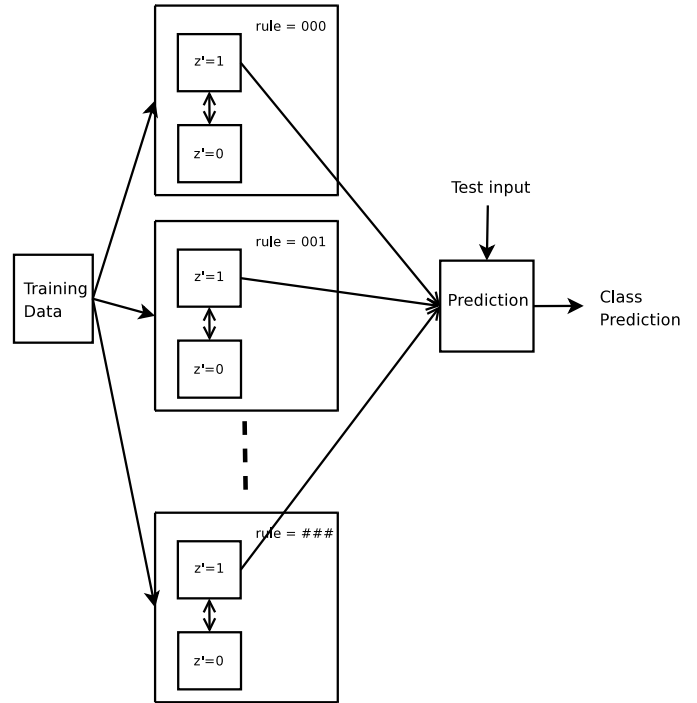 rule = 000
z'=1
z'=0
rule = 001
z'=1
z'=0
rule = ###
z'=1
z'=0
Training
Data
Test input
Prediction
Class
Prediction